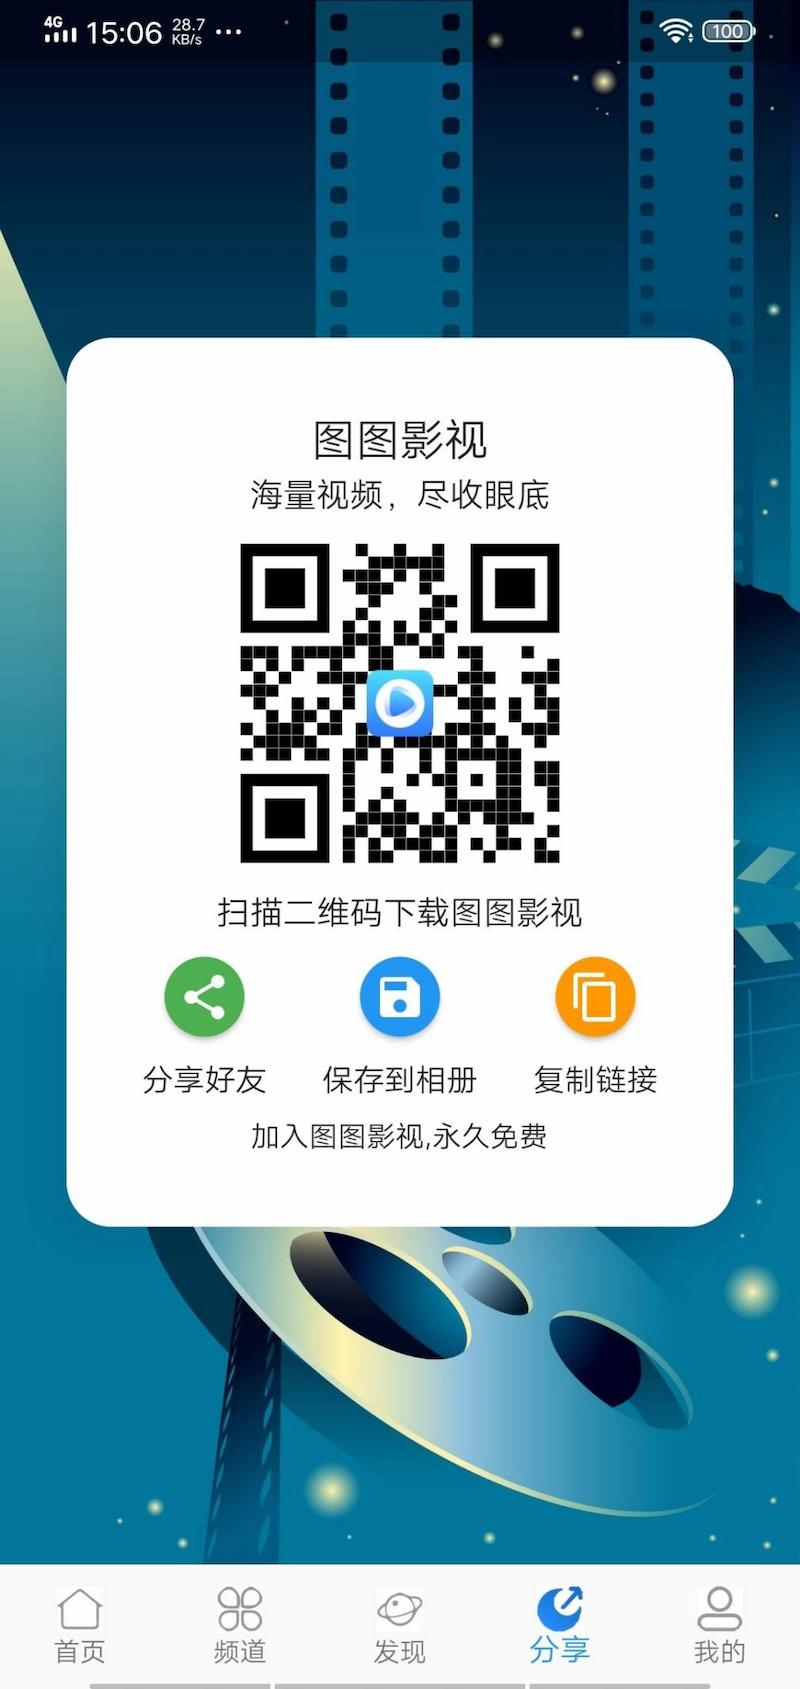 4G 15:06 28.7 KB/s ... 100
图图影视
海量视频，尽收眼底
扫描二维码下载图图影视
分享好友 保存到相册 复制链接
加入图图影视,永久免费
首页 频道 发现 分享 我的